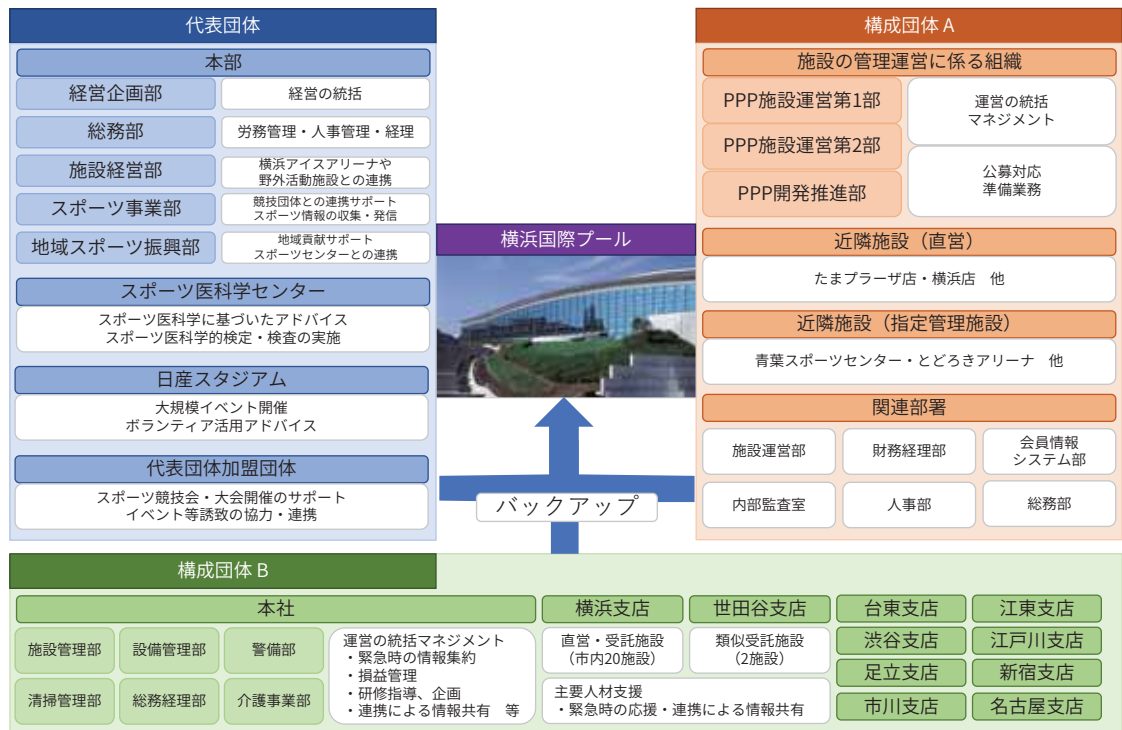 代表団体
本部
経営企画部
経営の統括
総務部
労務管理・人事管理・経理
施設経営部
横浜アイスアリーナや
野外活動施設との連携
スポーツ事業部
競技団体との連携サポート
スポーツ情報の収集・発信
地域スポーツ振興部
地域貢献サポート
スポーツセンターとの連携
スポーツ医科学センター
スポーツ医科学に基づいたアドバイス
スポーツ医科学的検定・検査の実施
日産スタジアム
大規模イベント開催
ボランティア活用アドバイス
代表団体加盟団体
スポーツ競技会・大会開催のサポート
イベント等誘致の協力・連携
横浜国際プール
バックアップ
構成団体 A
施設の管理運営に係る組織
PPP施設運営第1部
PPP施設運営第2部
PPP開発推進部
運営の統括
マネジメント
公募対応
準備業務
近隣施設（直営）
たまプラーザ店・横浜店　他
近隣施設（指定管理施設）
青葉スポーツセンター・とどろきアリーナ　他
関連部署
施設運営部
財務経理部
会員情報
システム部
内部監査室
人事部
総務部
構成団体 B
本社
施設管理部
設備管理部
警備部
清掃管理部
総務経理部
介護事業部
運営の統括マネジメント
・緊急時の情報集約
・損益管理
・研修指導、企画
・連携による情報共有　等
横浜支店
直営・受託施設
（市内20施設）
世田谷支店
類似受託施設
（2施設）
主要人材支援
・緊急時の応援・連携による情報共有
台東支店
江東支店
渋谷支店
江戸川支店
足立支店
新宿支店
市川支店
名古屋支店